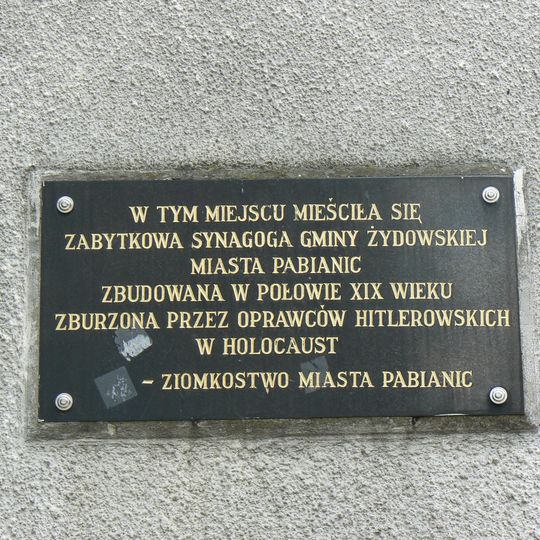 W TYM MIEJSCU MIEŚCIŁA SIĘ
ZABYTKOWA SYNAGOGA GMINY ŻYDOWSKIEJ
MIASTA PABIANIC
ZBUDOWANA W POŁOWIE XIX WIEKU
ZBURZONA PRZEZ OPRAWCÓW HITLEROWSKICH
W HOLOCAUST
– ZIOMKOSTWO MIASTA PABIANIC